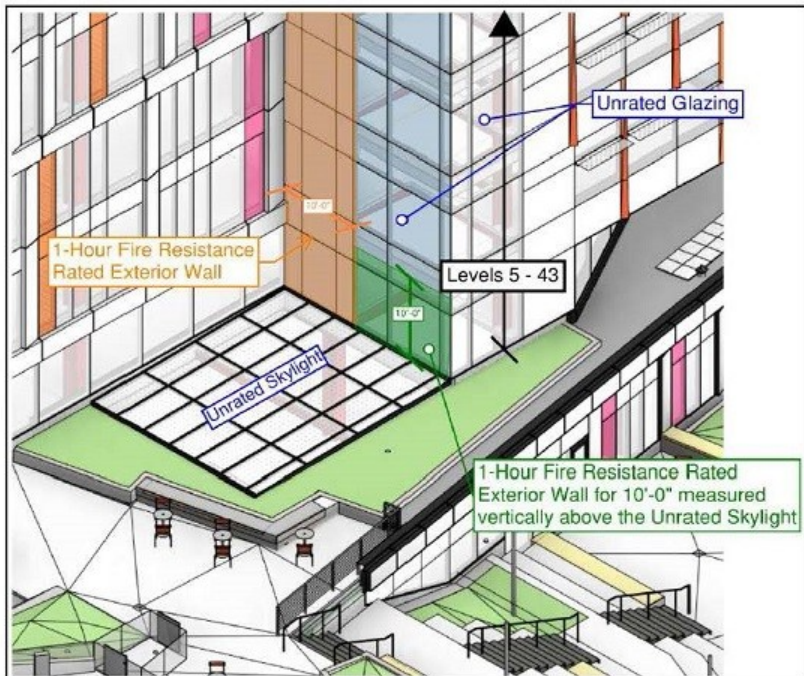 Unrated Glazing
10'-0"
1-Hour Fire Resistance
Rated Exterior Wall
Levels 5 - 43
10'-0"
Unrated Skylight
1-Hour Fire Resistance Rated
Exterior Wall for 10'-0" measured
vertically above the Unrated Skylight